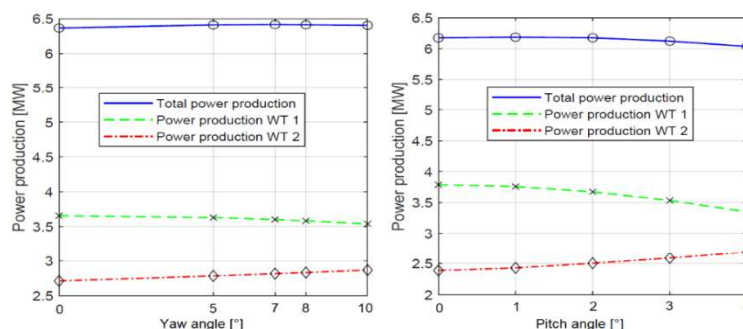 6.5
6
5.5
5
4.5
4
3.5
3
2.5
Power production [MW]
Total power production
Power production WT 1
Power production WT 2
0 5 7 8 10
Yaw angle [°]
6.5
6
5.5
5
4.5
4
3.5
3
2.5
2
Power production [MW]
Total power production
Power production WT 1
Power production WT 2
0 1 2 3
Pitch angle [°]